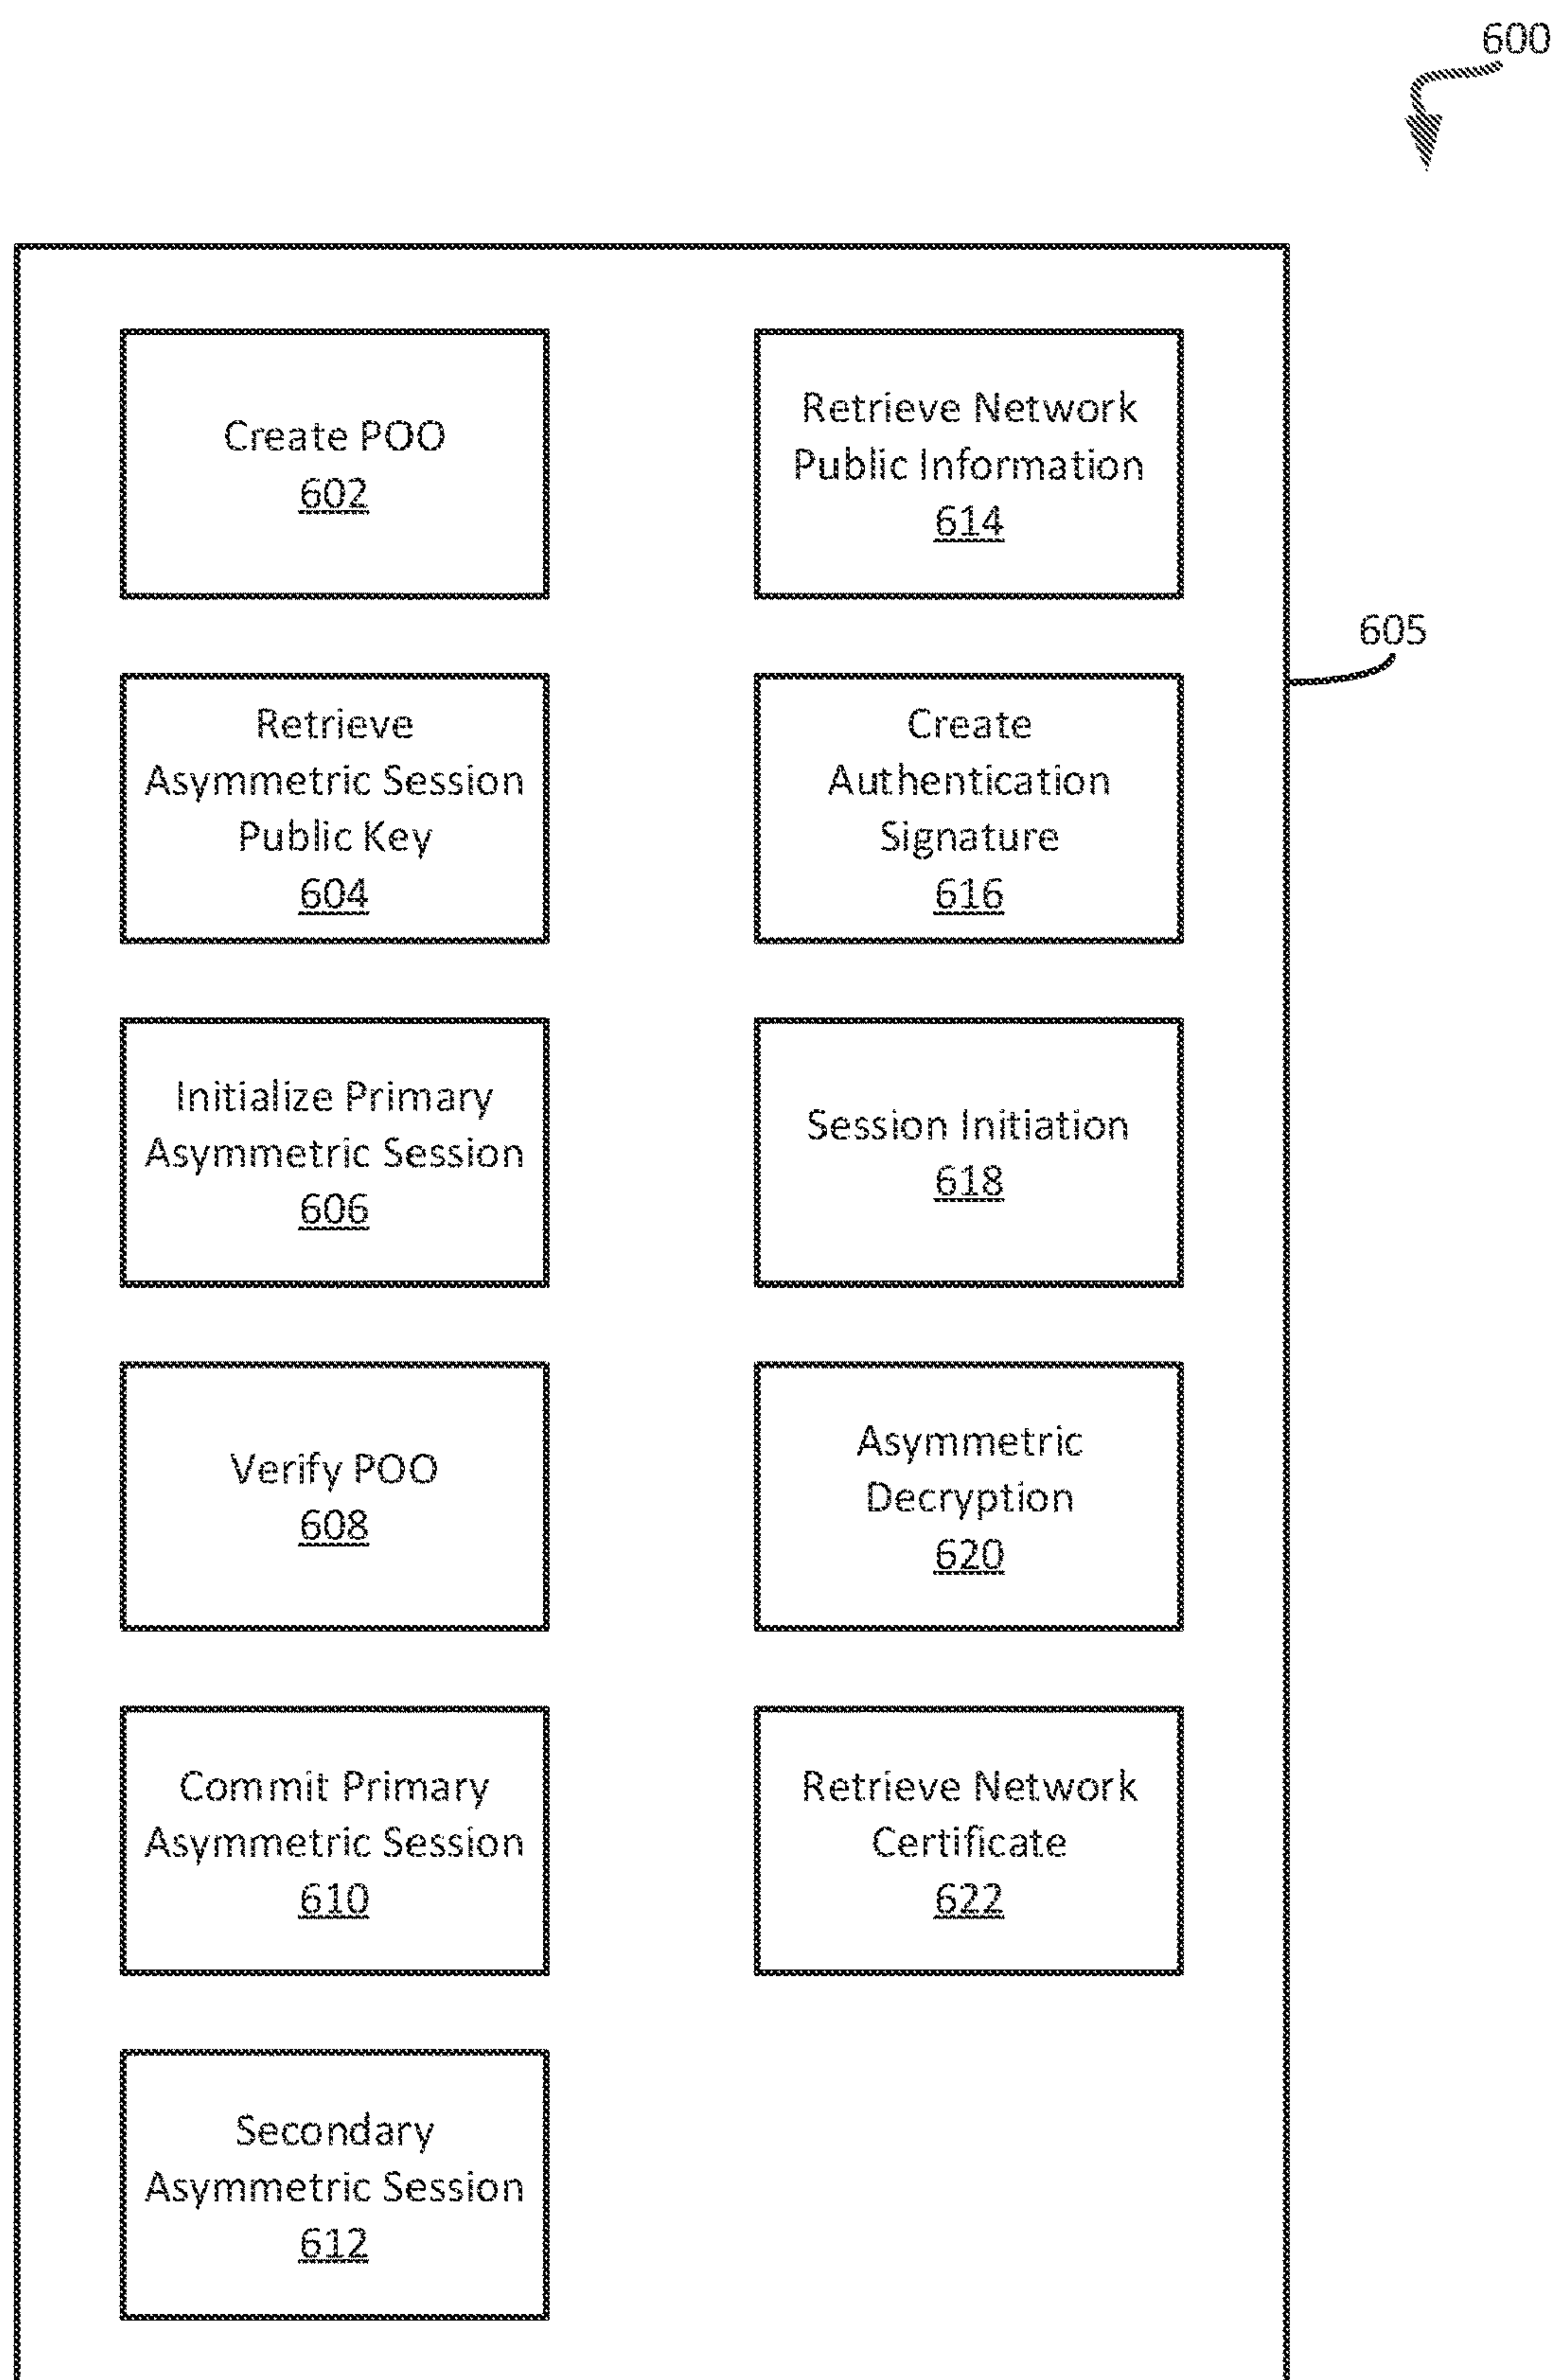 600
Create POO
602
Retrieve Network
Public Information
614
605
Retrieve
Asymmetric Session
Public Key
604
Create
Authentication
Signature
616
Initialize Primary
Asymmetric Session
606
Session Initiation
618
Verify POO
608
Asymmetric
Decryption
620
Commit Primary
Asymmetric Session
610
Retrieve Network
Certificate
622
Secondary
Asymmetric Session
612